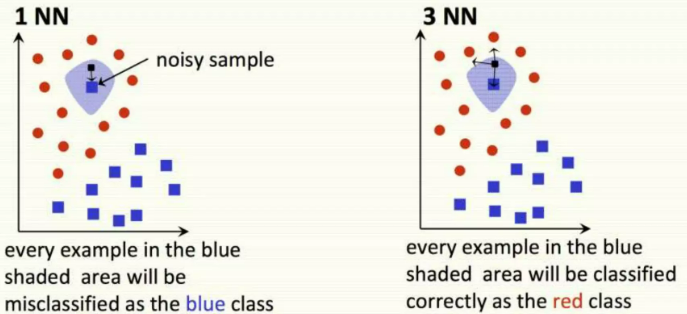 1 NN
noisy sample
every example in the blue
shaded area will be
misclassified as the blue class
3 NN
every example in the blue
shaded area will be classified
correctly as the red class